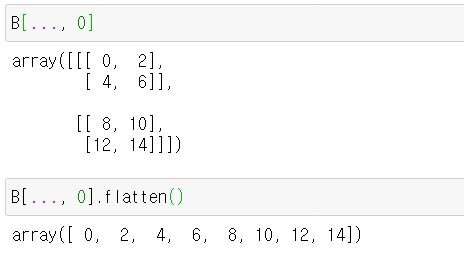 B[..., 0]
array([[[ 0,  2],
        [ 4,  6]],

       [[ 8, 10],
        [12, 14]]])
B[..., 0].flatten()
array([ 0,  2,  4,  6,  8, 10, 12, 14])